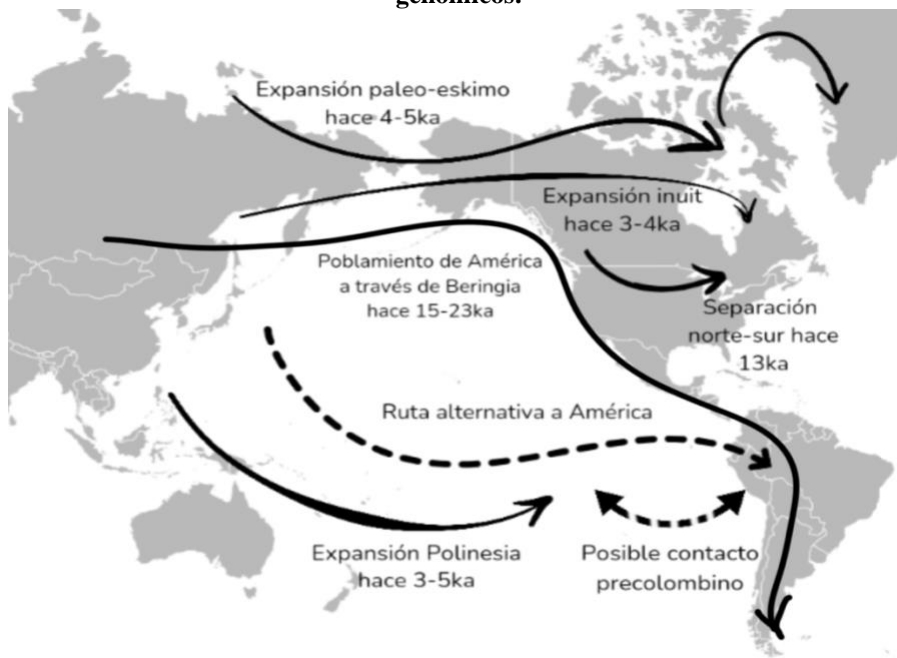 genómicos.
Expansión paleo-eskimo
hace 4-5ka
Expansión inuit
hace 3-4ka
Poblamiento de América
a través de Beringia
hace 15-23ka
Separación
norte-sur hace
13ka
Ruta alternativa a América
Expansión Polinesia
hace 3-5ka
Posible contacto
precolombino